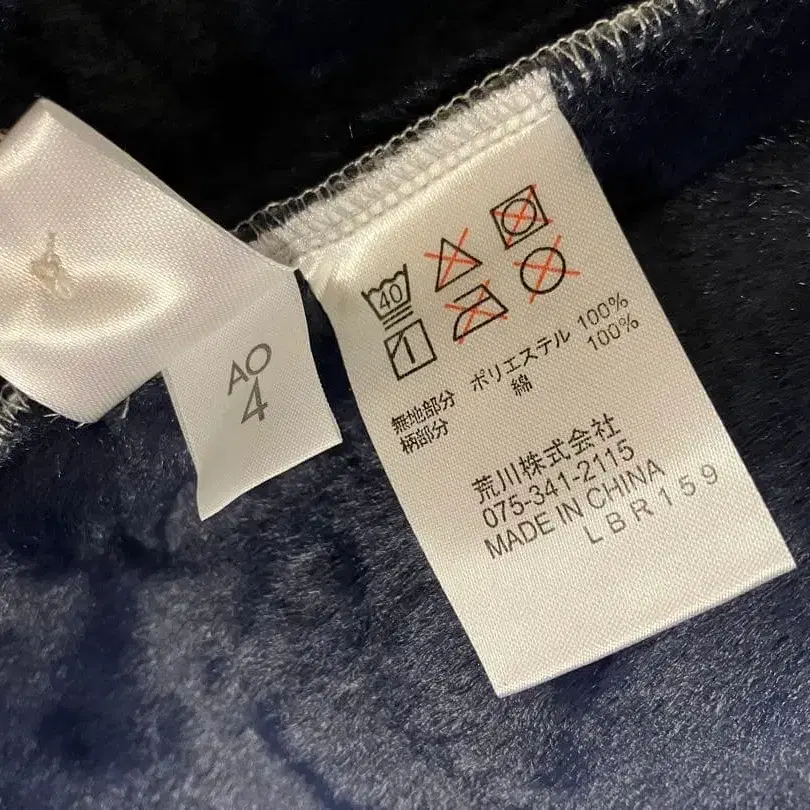 AO
4
40
無地部分 ポリエステル 100%
柄部分 綿 100%
荒川株式会社
075-341-2115
MADE IN CHINA
LBR159